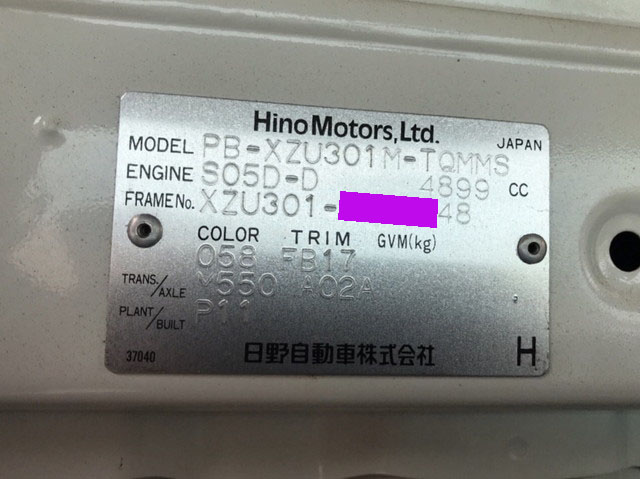 Hino Motors, Ltd.
JAPAN
MODEL PB-XZU301M-TQMMS
ENGINE S05D-D 4899 CC
FRAME No. XZU301- 48
COLOR TRIM GVM(kg)
058 FB17
TRANS./AXLE M550 A02A
PLANT/BUILT P11
37040 日野自動車株式会社 H